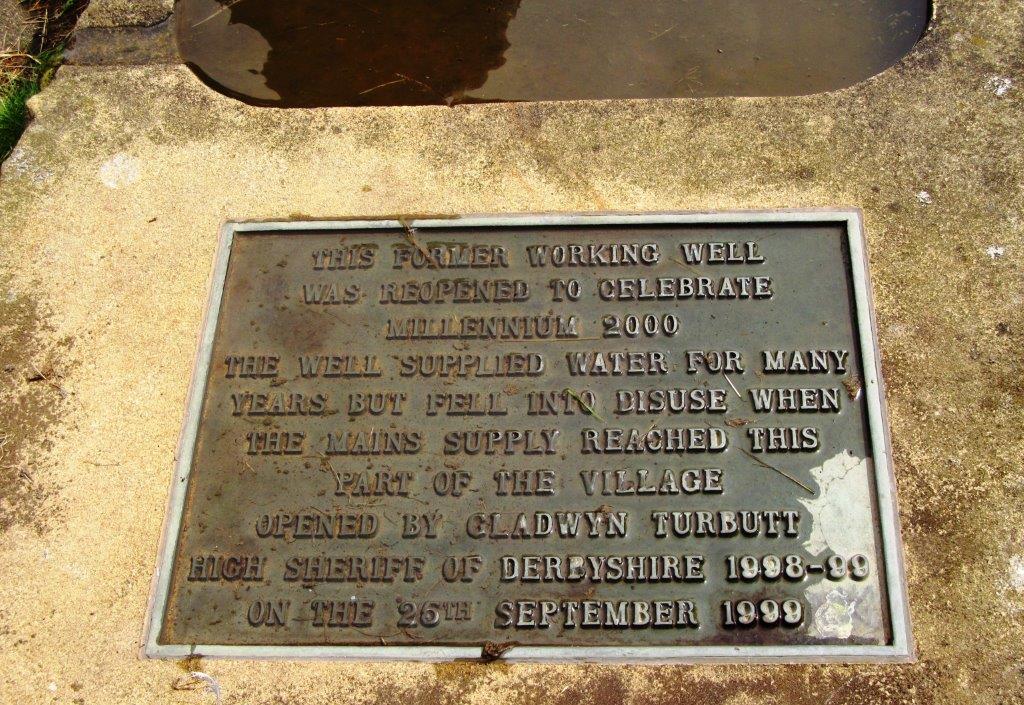 THIS FORMER WORKING WELL
WAS REOPENED TO CELEBRATE
MILLENNIUM 2000
THE WELL SUPPLIED WATER FOR MANY
YEARS BUT FELL INTO DISUSE WHEN
THE MAINS SUPPLY REACHED THIS
PART OF THE VILLAGE
OPENED BY GLADWYN TURBUTT
HIGH SHERIFF OF DERBYSHIRE 1998-99
ON THE 26TH SEPTEMBER 1999